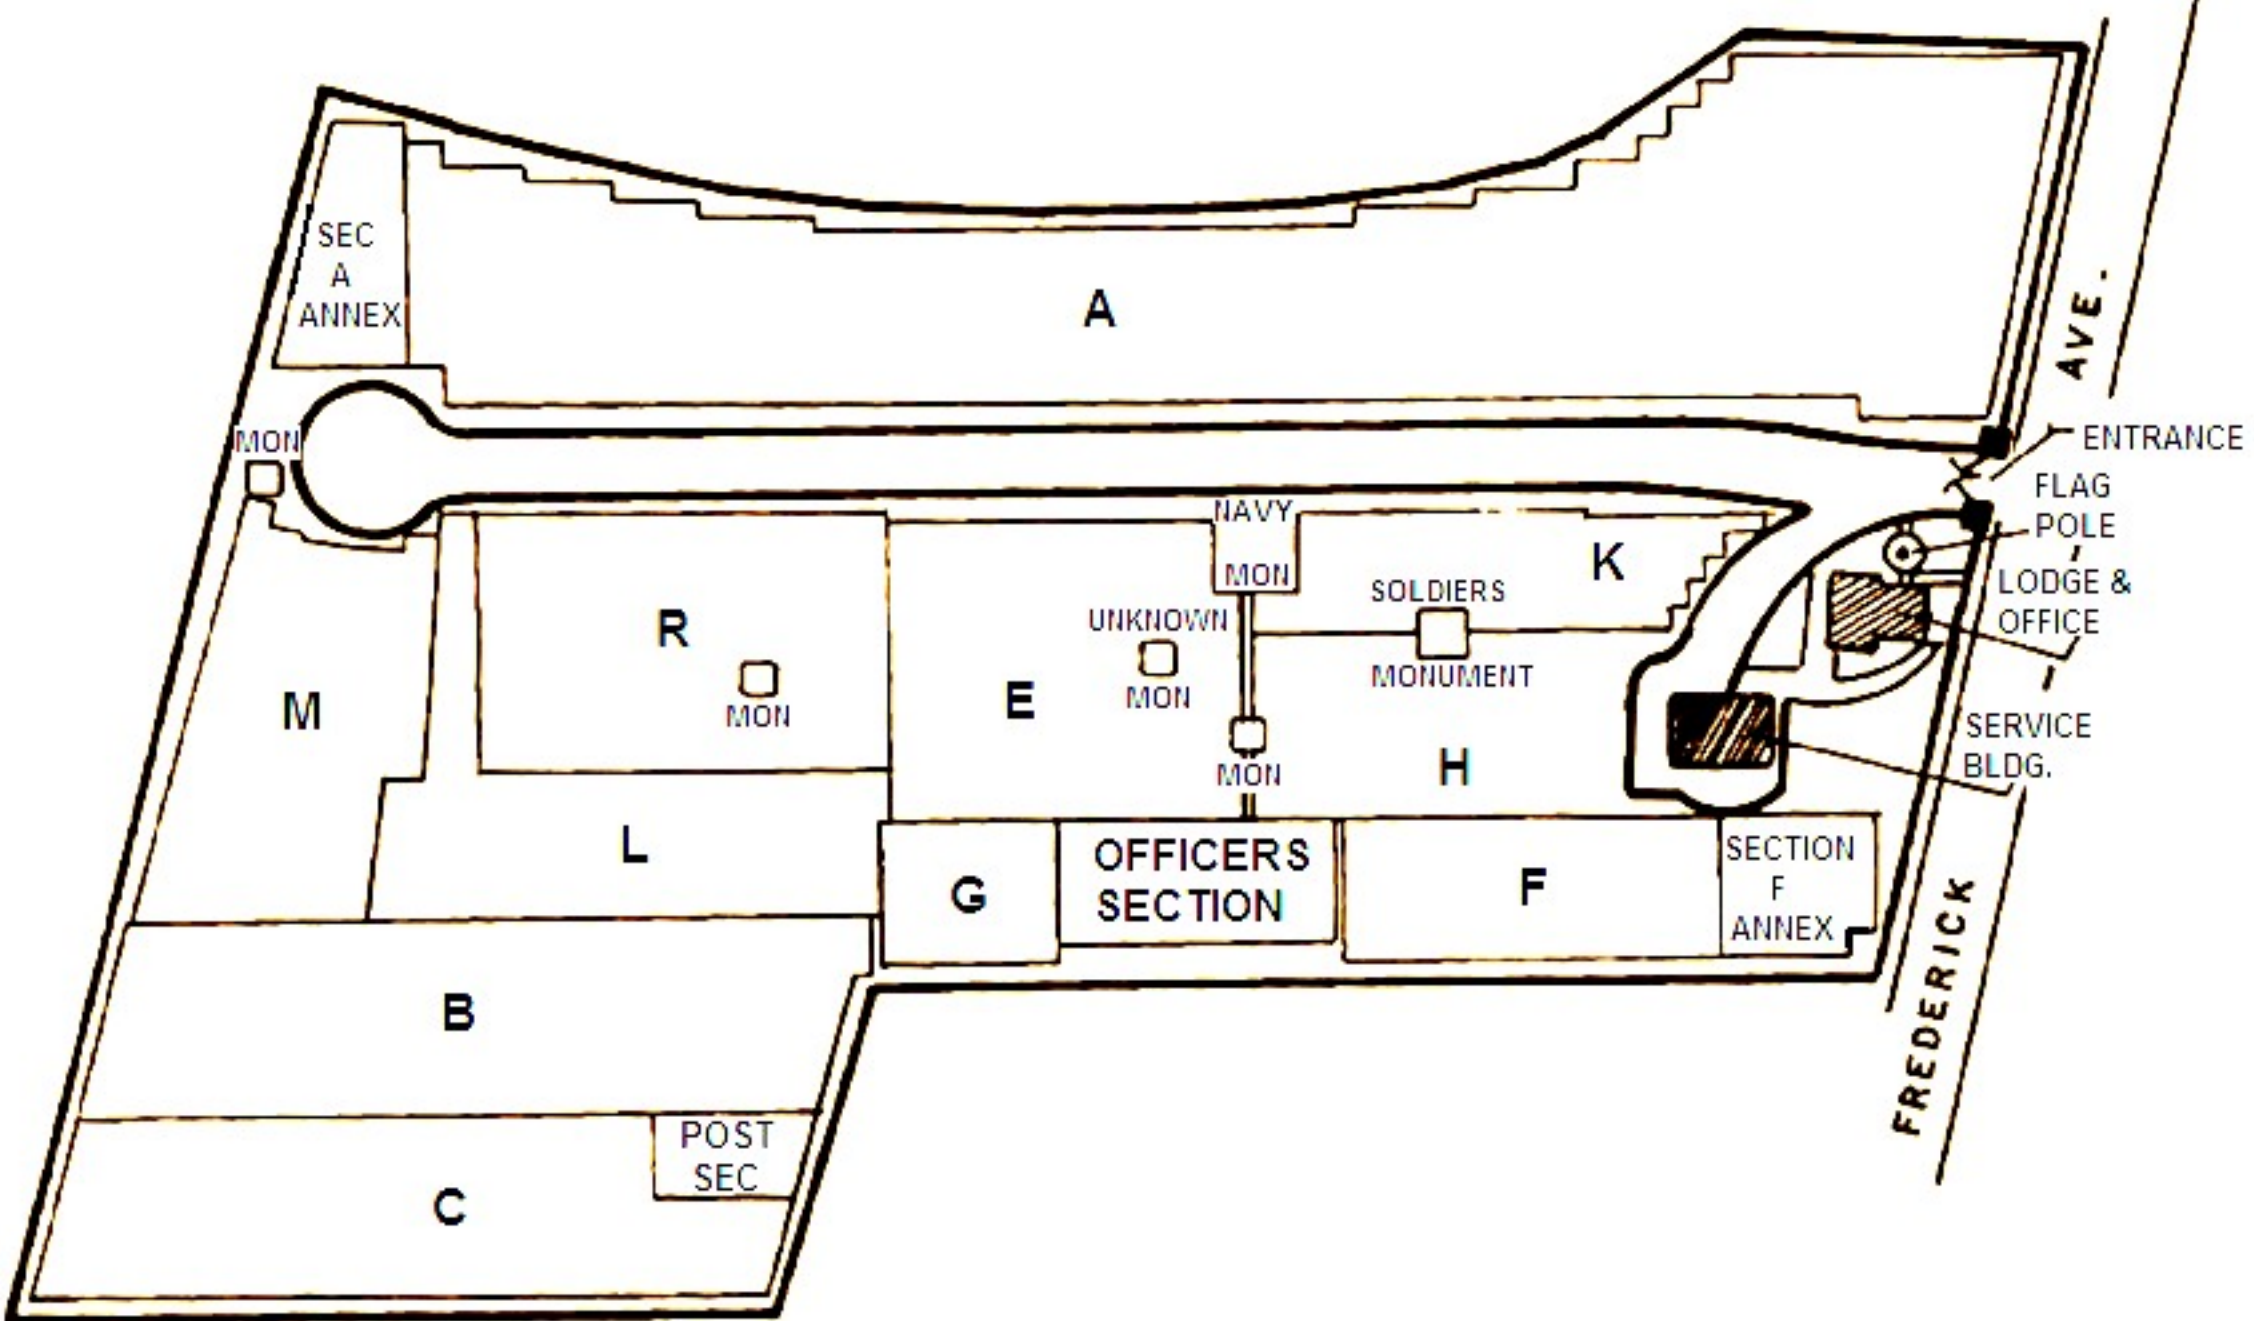 SEC
A
ANNEX
A
AVE.
MON
ENTRANCE
FLAG
POLE
NAVY
MON
K
SOLDIERS
MONUMENT
LODGE &
OFFICE
R
MON
UNKNOWN
MON
E
MON
M
H
SERVICE
BLDG.
L
G
OFFICERS
SECTION
F
SECTION
F
ANNEX
FREDERICK
B
POST
SEC
C